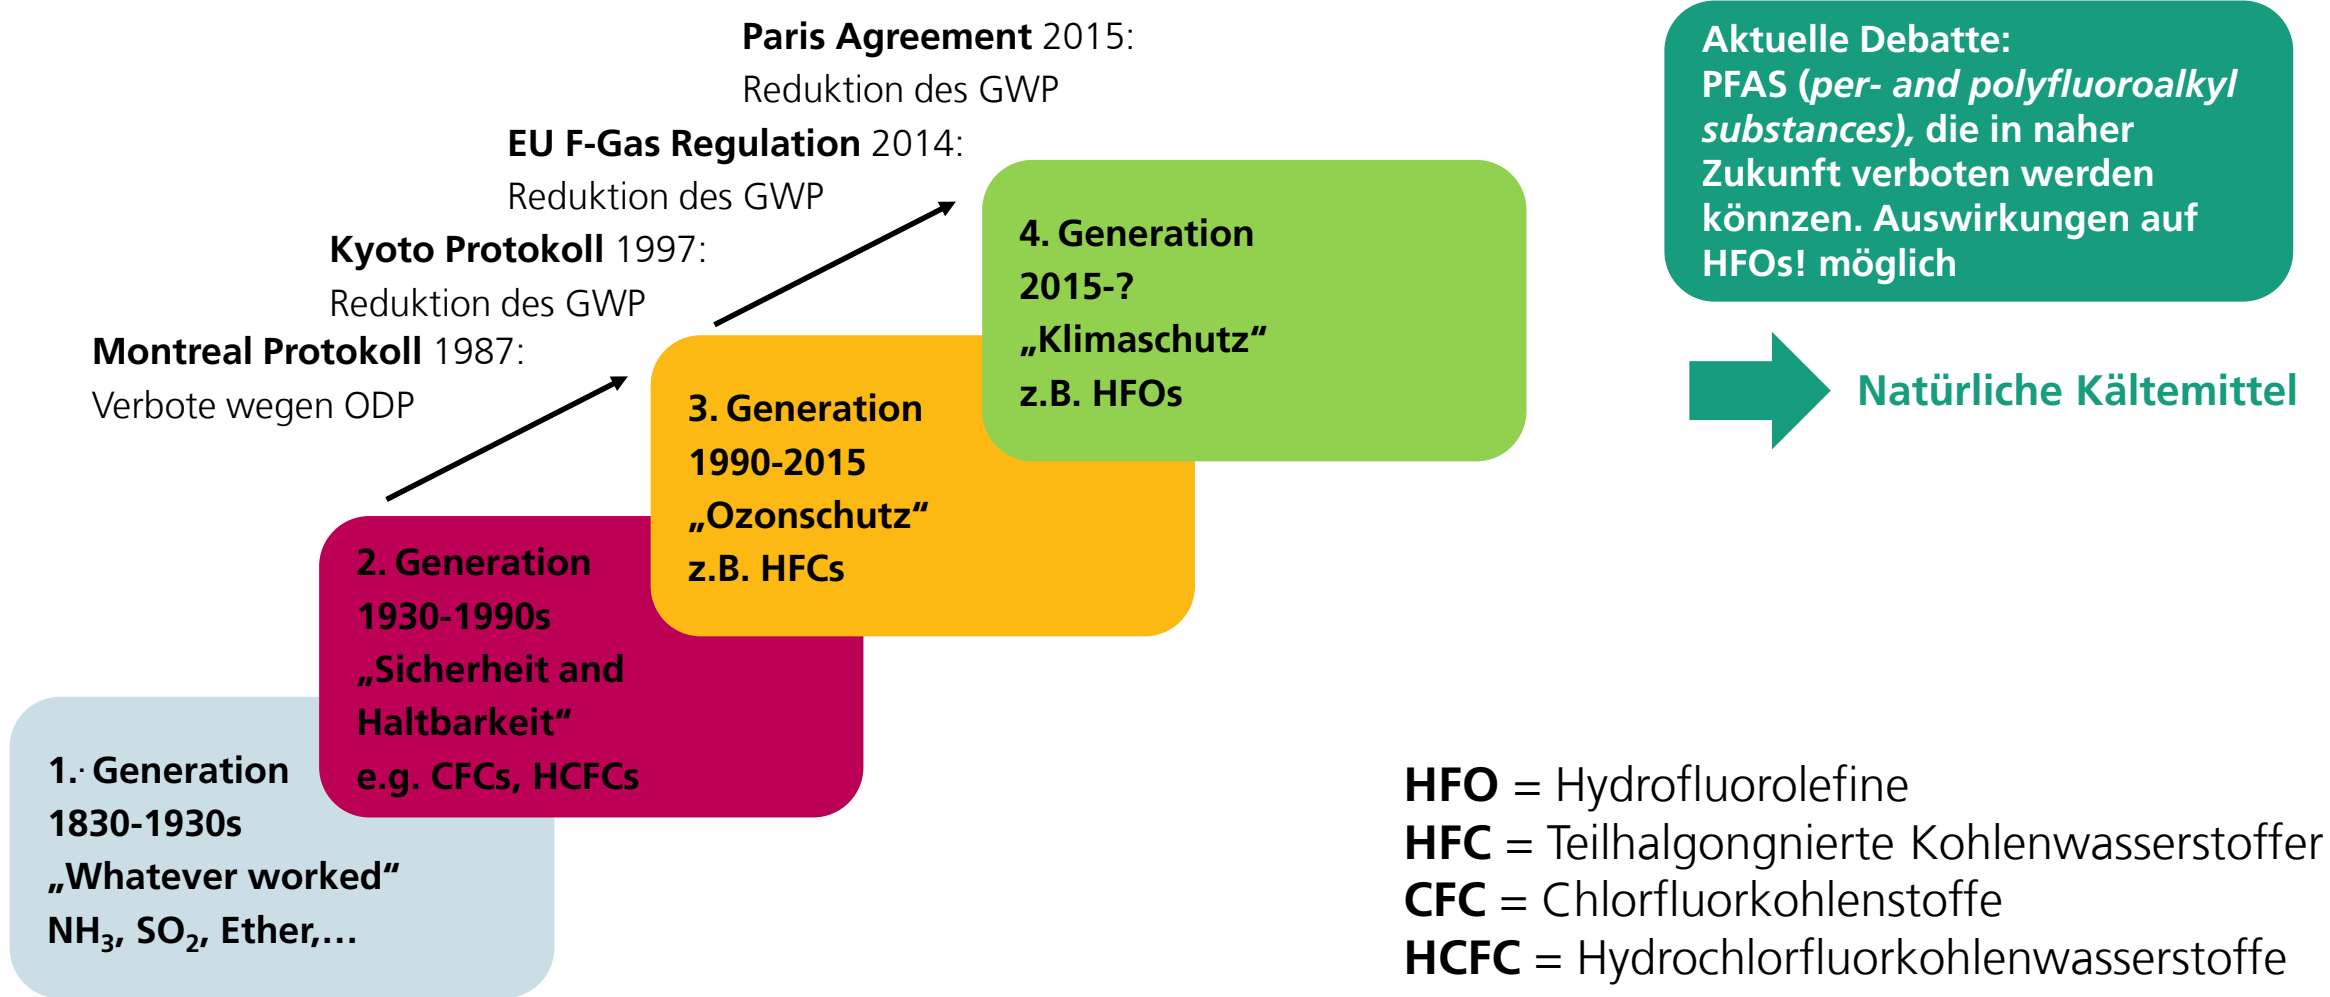 Paris Agreement 2015:
Reduktion des GWP
EU F-Gas Regulation 2014:
Reduktion des GWP
Kyoto Protokoll 1997:
Reduktion des GWP
Montreal Protokoll 1987:
Verbote wegen ODP
1.. Generation
1830-1930s
„Whatever worked“
NH₃, SO₂, Ether,…
2. Generation
1930-1990s
„Sicherheit and
Haltbarkeit“
e.g. CFCs, HCFCs
3. Generation
1990-2015
„Ozonschutz“
z.B. HFCs
4. Generation
2015-?
„Klimaschutz“
z.B. HFOs
Aktuelle Debatte:
PFAS (per- and polyfluoroalkyl
substances), die in naher
Zukunft verboten werden
könnzen. Auswirkungen auf
HFOs! möglich
Natürliche Kältemittel
HFO = Hydrofluorolefine
HFC = Teilhalgongnierte Kohlenwasserstoffer
CFC = Chlorfluorkohlenstoffe
HCFC = Hydrochlorfluorkohlenwasserstoffe